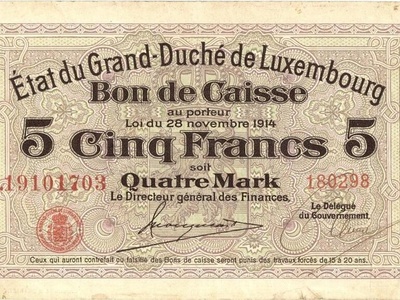 État du Grand-Duché de Luxembourg
Bon de Caisse
au porteur
Loi du 28 novembre 1914
5 Cinq Francs 5
soit
19101703 Quatre Mark 180298
Le Directeur général des Finances,
Le Délégué
du Gouvernement.
Ceux qui auront contrefait ou falsifié des Bons de caisse seront punis des travaux forcés de 15 à 20 ans.